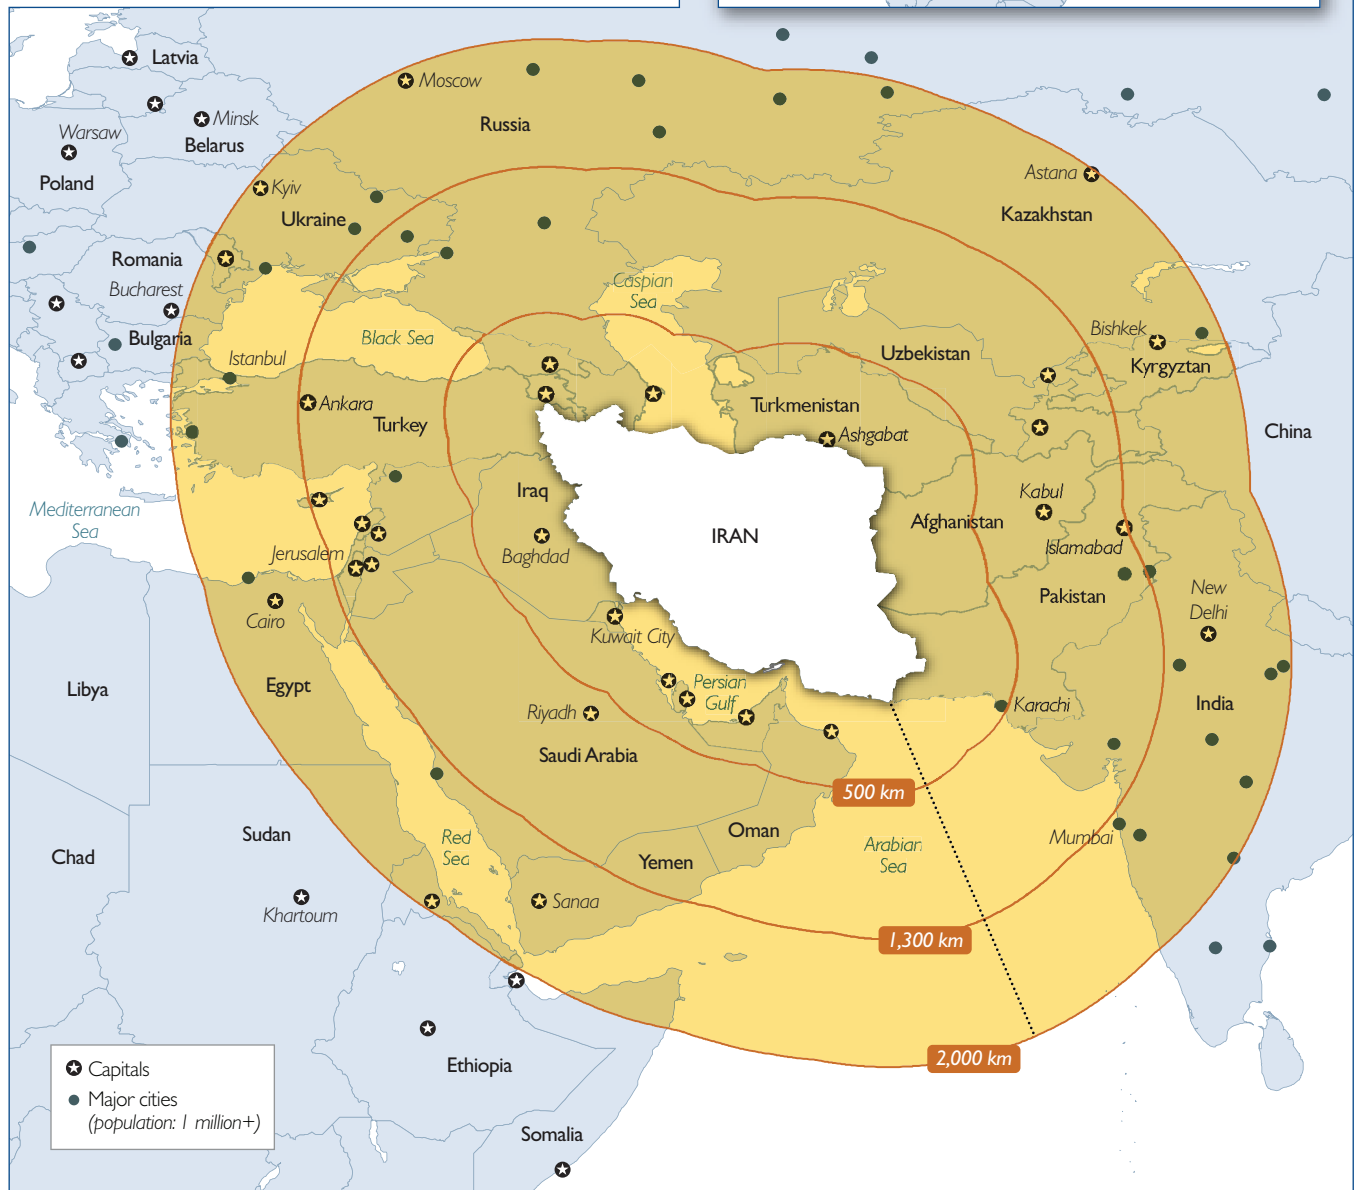 Latvia
Moscow
Minsk
Warsaw
Russia
Belarus
Poland
Astana
Kyiv
Kazakhstan
Ukraine
Romania
Bucharest
Caspian
Sea
Bulgaria
Black Sea
Istanbul
Bishkek
Uzbekistan
Kyrgyztan
Ankara
Turkey
Turkmenistan
Ashgabat
China
Iraq
Kabul
Mediterranean
Sea
Afghanistan
IRAN
Baghdad
Jerusalem
Islamabad
New
Delhi
Pakistan
Cairo
Kuwait City
Libya
Egypt
Persian
Gulf
Riyadh
Karachi
India
Saudi Arabia
500 km
Sudan
Oman
Mumbai
Red
Sea
Arabian
Sea
Chad
Yemen
Sanaa
Khartoum
1,300 km
2,000 km
Ethiopia
Capitals
Major cities
(population: 1 million+)
Somalia